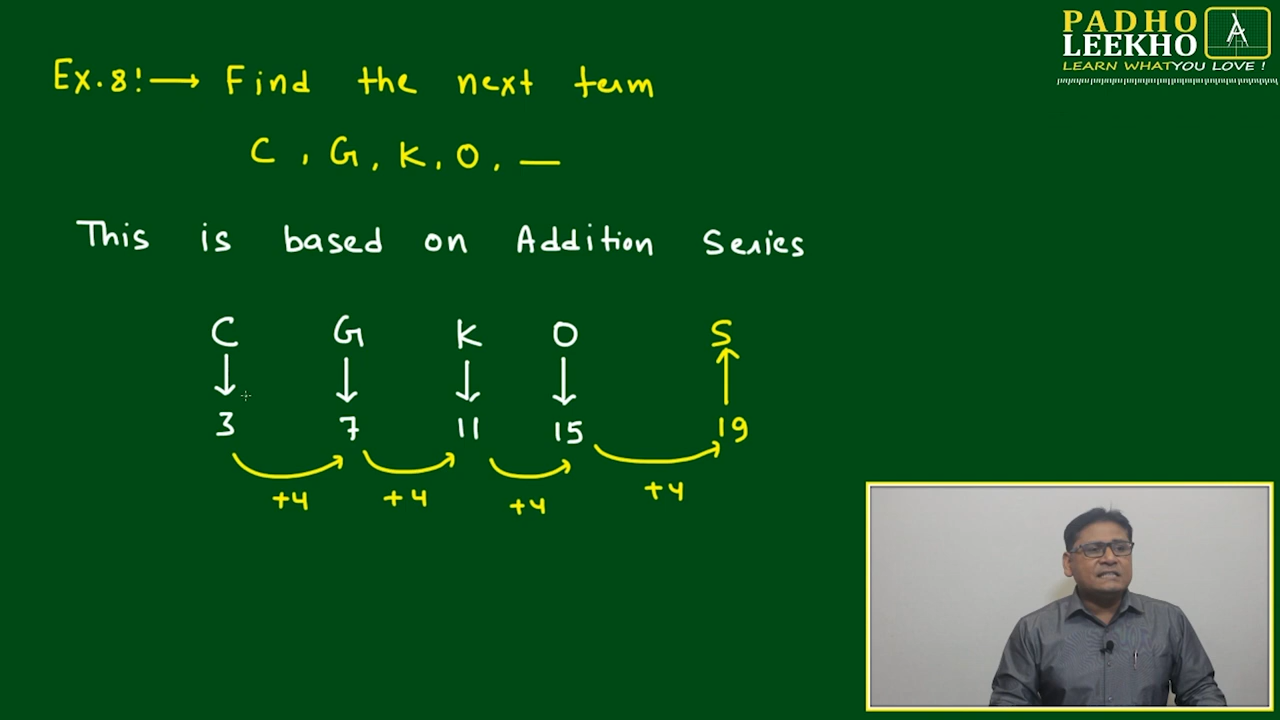 PADHO
LEEKHO
LEARN WHAT YOU LOVE !
Ex. 8! → Find the next term
C , G , K , O , —
This is based on Addition Series
C G K O S
3 7 11 15 19
+4 +4 +4 +4